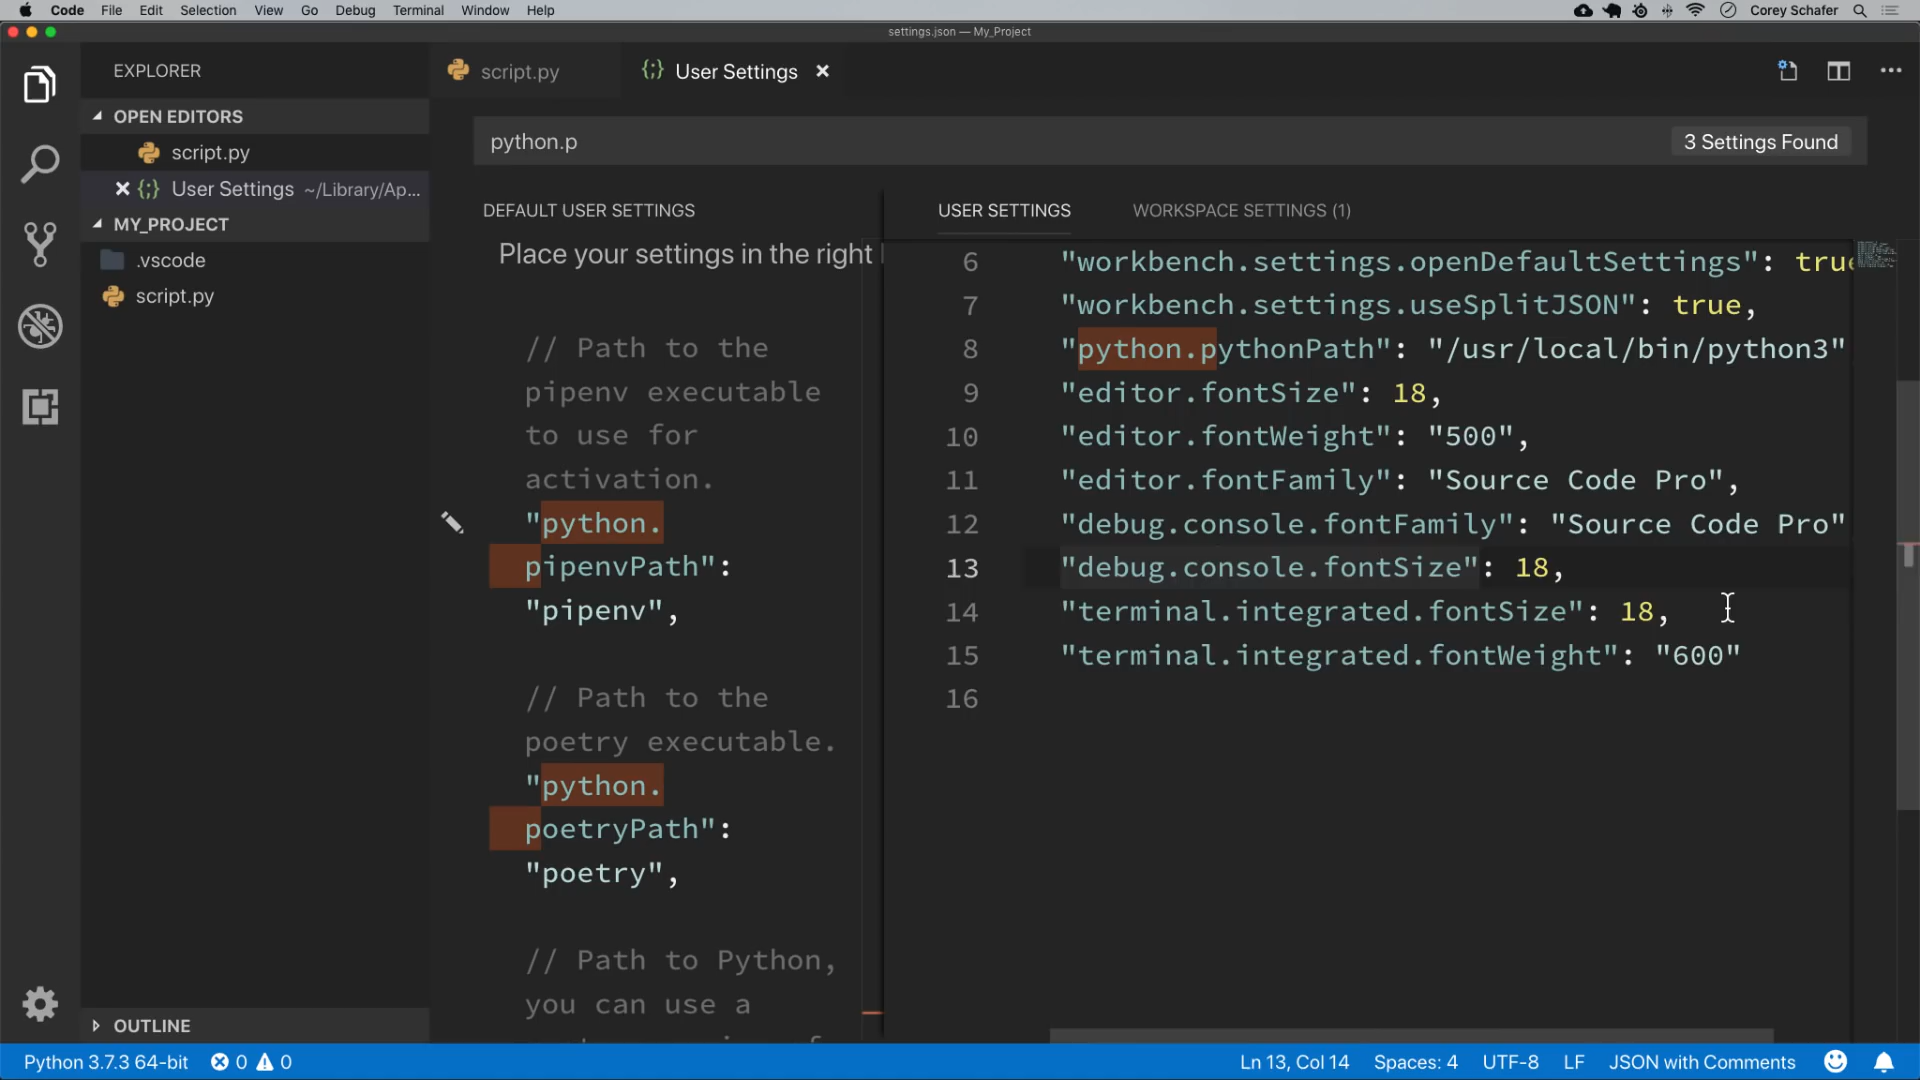 Code File Edit Selection View Go Debug Terminal Window Help Corey Schafer
settings.json — My_Project
EXPLORER
OPEN EDITORS
script.py
User Settings ~/Library/Ap...
MY_PROJECT
.vscode
script.py
OUTLINE
script.py User Settings
python.p 3 Settings Found
DEFAULT USER SETTINGS
Place your settings in the right
// Path to the
pipenv executable
to use for
activation.
"python.
pipenvPath":
"pipenv",
// Path to the
poetry executable.
"python.
poetryPath":
"poetry",
// Path to Python,
you can use a
USER SETTINGS WORKSPACE SETTINGS (1)
6 "workbench.settings.openDefaultSettings": true
7 "workbench.settings.useSplitJSON": true,
8 "python.pythonPath": "/usr/local/bin/python3"
9 "editor.fontSize": 18,
10 "editor.fontWeight": "500",
11 "editor.fontFamily": "Source Code Pro",
12 "debug.console.fontFamily": "Source Code Pro"
13 "debug.console.fontSize": 18,
14 "terminal.integrated.fontSize": 18,
15 "terminal.integrated.fontWeight": "600"
16
Python 3.7.3 64-bit 0 0 Ln 13, Col 14 Spaces: 4 UTF-8 LF JSON with Comments